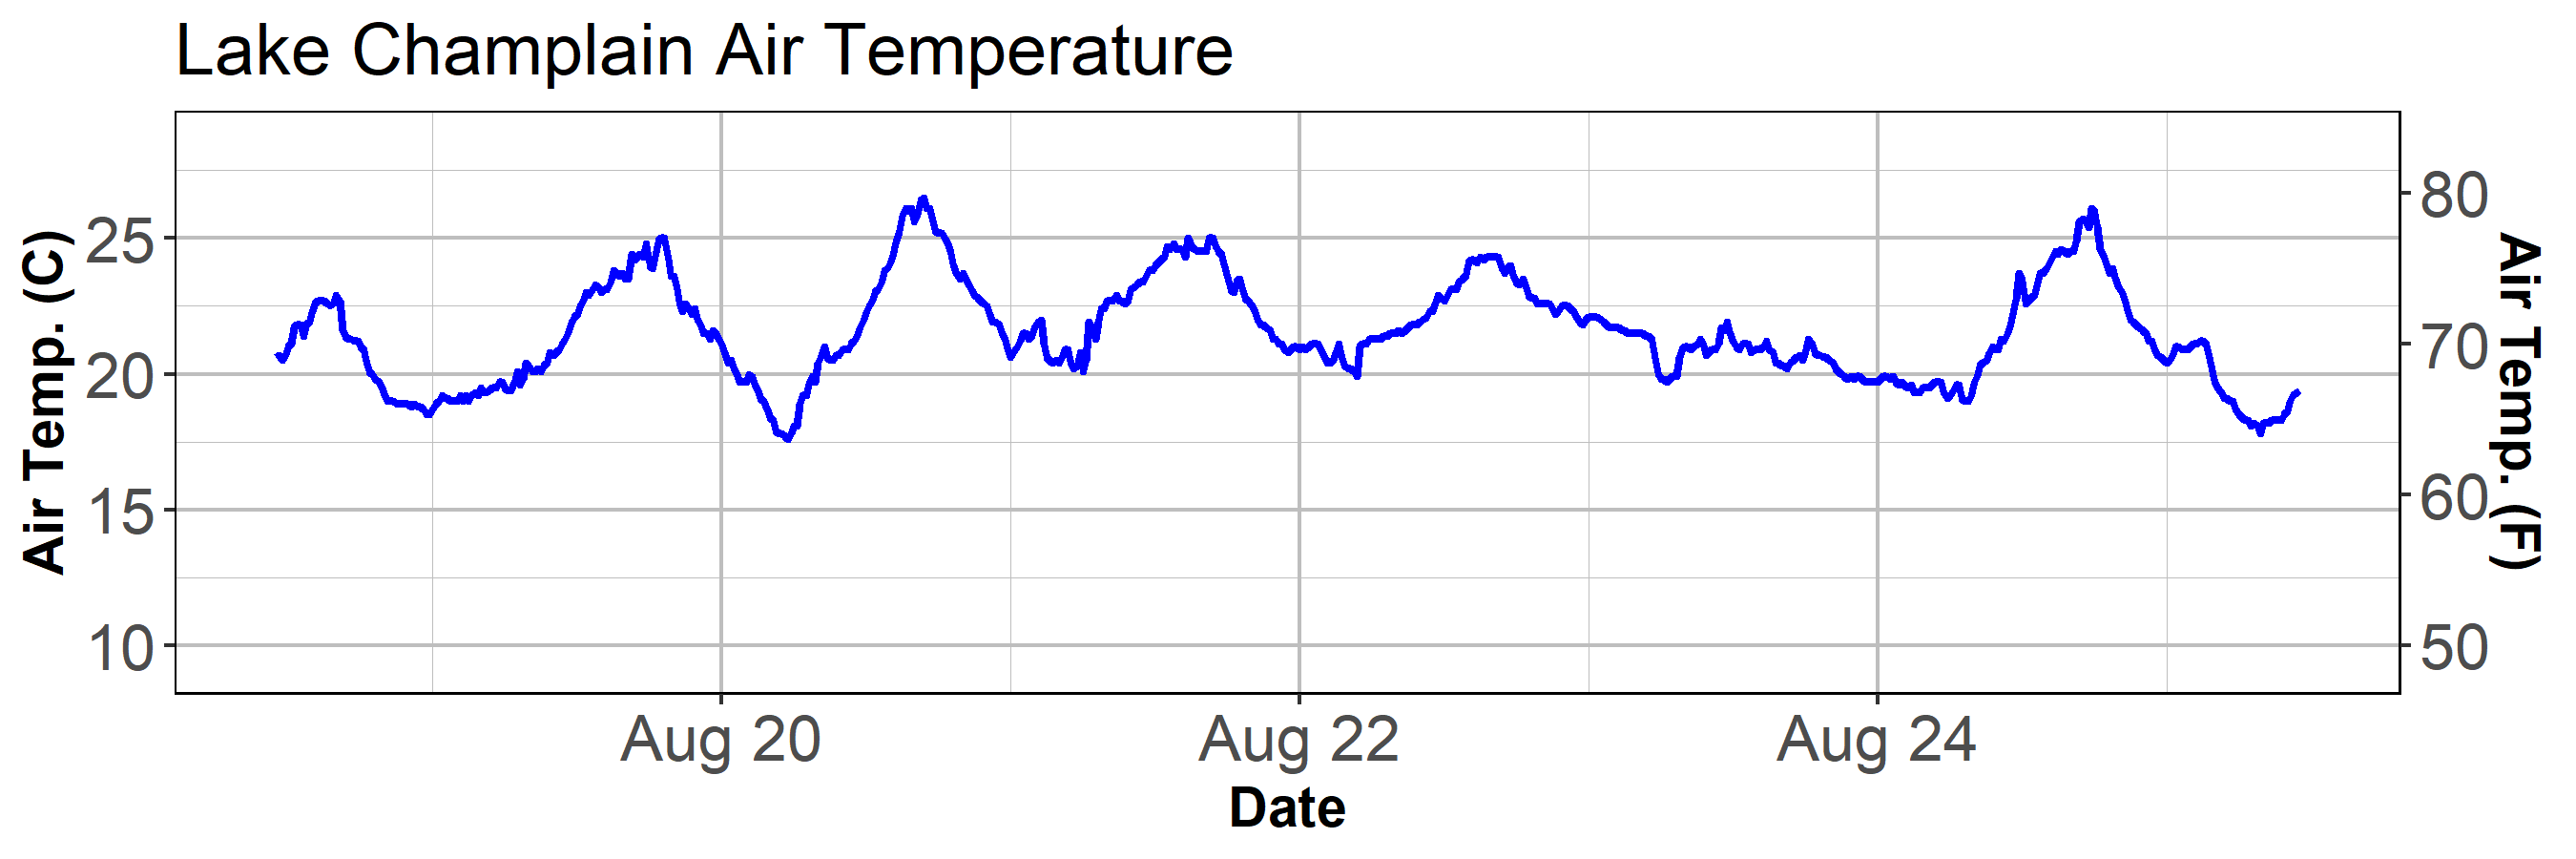 Lake Champlain Air Temperature
Air Temp. (C)
25
20
15
10
80
70
60
50
Air Temp. (F)
Aug 20
Aug 22
Aug 24
Date